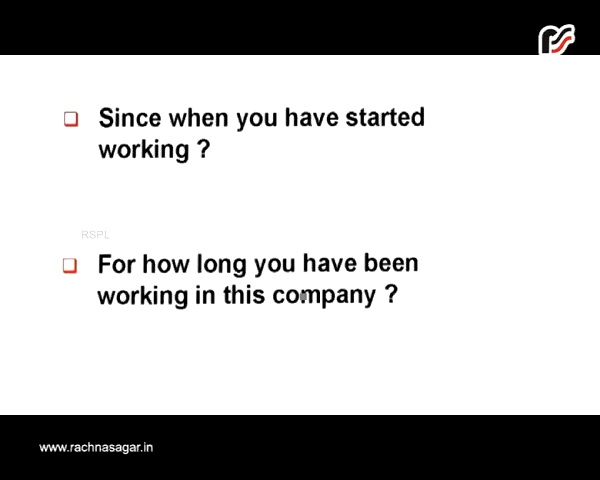 Since when you have started
working ?
RSPL
For how long you have been
working in this company ?
www.rachnasagar.in